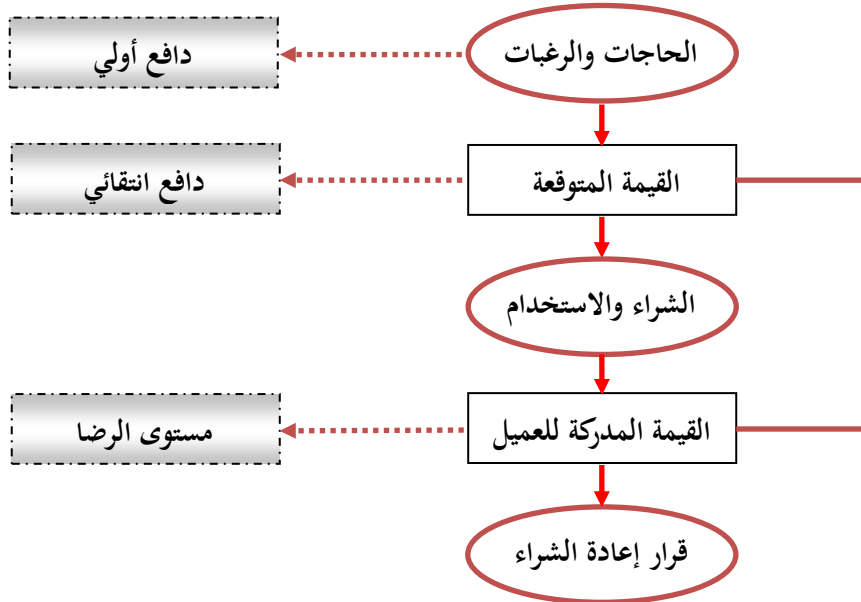 الحاجات والرغبات
دافع أولي
القيمة المتوقعة
دافع انتقائي
الشراء والاستخدام
القيمة المدركة للعميل
مستوى الرضا
قرار إعادة الشراء